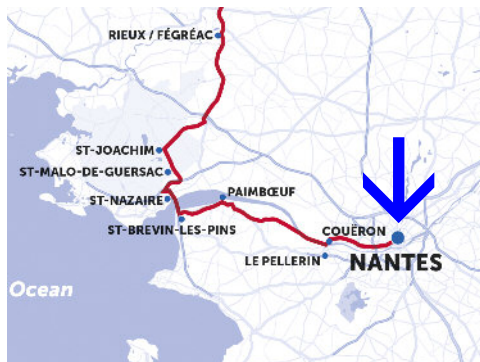 RIEUX / FÉGRÉAC
ST-JOACHIM
ST-MALO-DE-GUERSAC
ST-NAZAIRE
PAIMBŒUF
ST-BREVIN-LES-PINS
COUËRON
LE PELLERIN
NANTES
Ocean